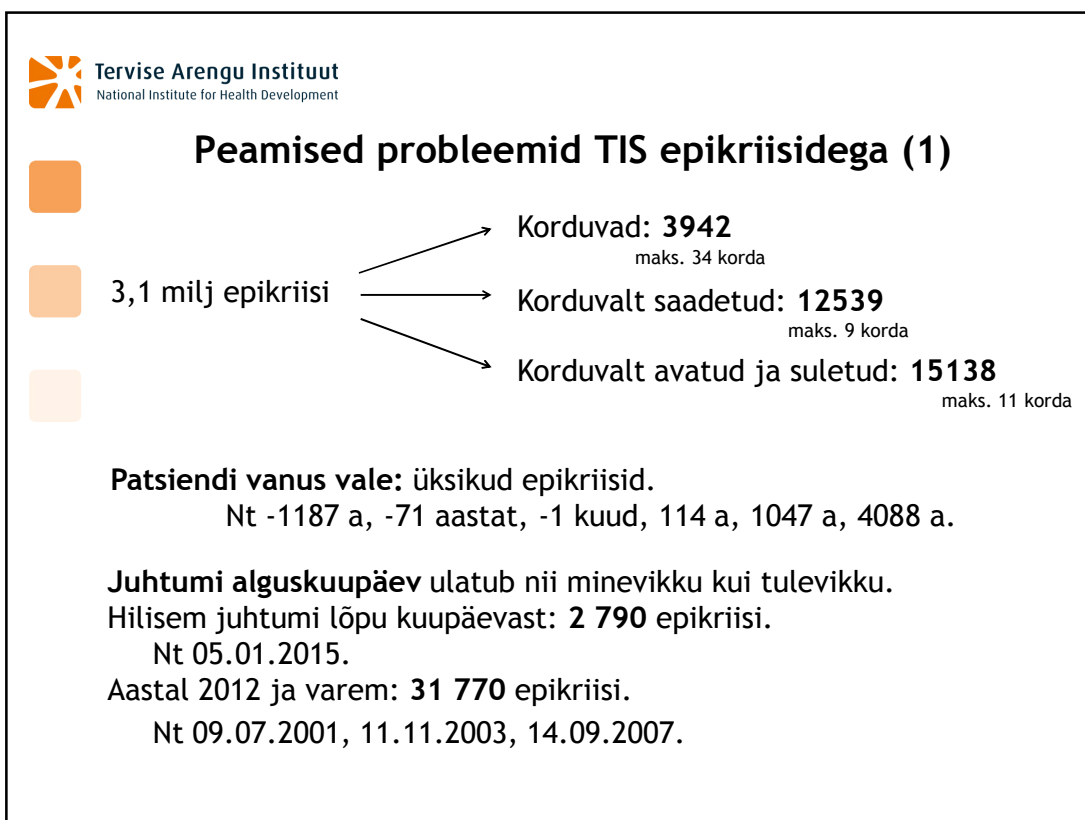 Tervise Arengu Instituut
National Institute for Health Development
Peamised probleemid TIS epikriisidega (1)
Korduvad: 3942
maks. 34 korda
3,1 milj epikriisi
Korduvalt saadetud: 12539
maks. 9 korda
Korduvalt avatud ja suletud: 15138
maks. 11 korda
Patsiendi vanus vale: üksikud epikriisid.
Nt -1187 a, -71 aastat, -1 kuud, 114 a, 1047 a, 4088 a.
Juhtumi alguskuupäev ulatub nii minevikku kui tulevikku.
Hilisem juhtumi lõpu kuupäevast: 2 790 epikriisi.
Nt 05.01.2015.
Aastal 2012 ja varem: 31 770 epikriisi.
Nt 09.07.2001, 11.11.2003, 14.09.2007.